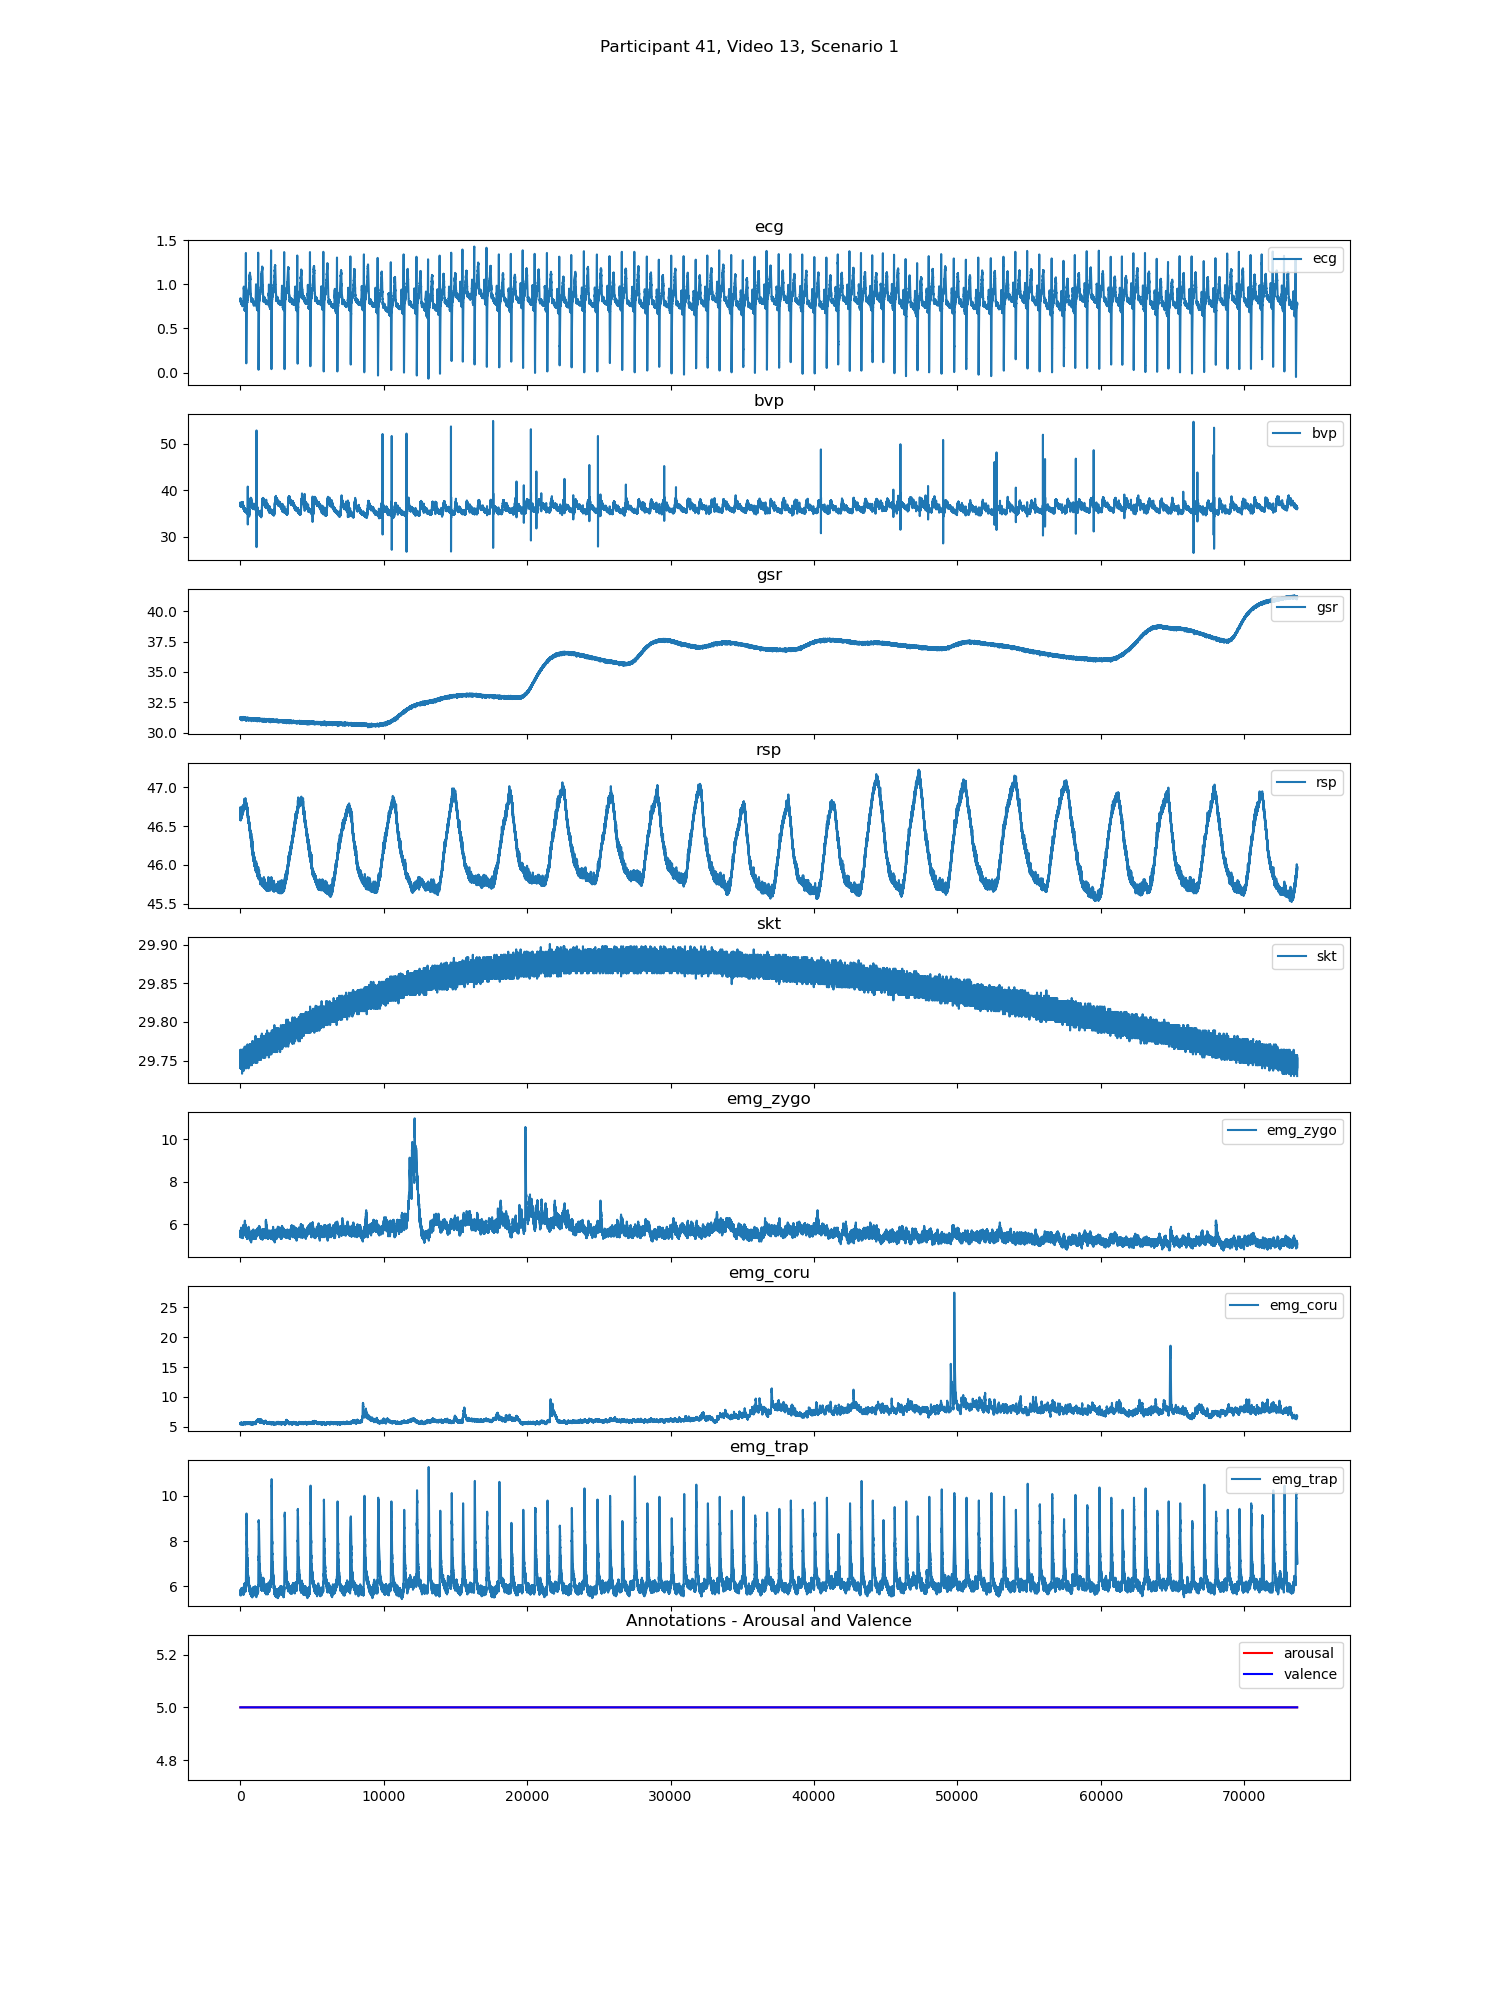 Participant 41, Video 13, Scenario 1
ecg
1.5
1.0
0.5
0.0
ecg
bvp
50
40
30
bvp
gsr
40.0
37.5
35.0
32.5
30.0
gsr
rsp
47.0
46.5
46.0
45.5
rsp
skt
29.90
29.85
29.80
29.75
skt
emg_zygo
10
8
6
emg_zygo
emg_coru
25
20
15
10
5
emg_coru
emg_trap
10
8
6
emg_trap
Annotations - Arousal and Valence
5.2
5.0
4.8
arousal
valence
0 10000 20000 30000 40000 50000 60000 70000